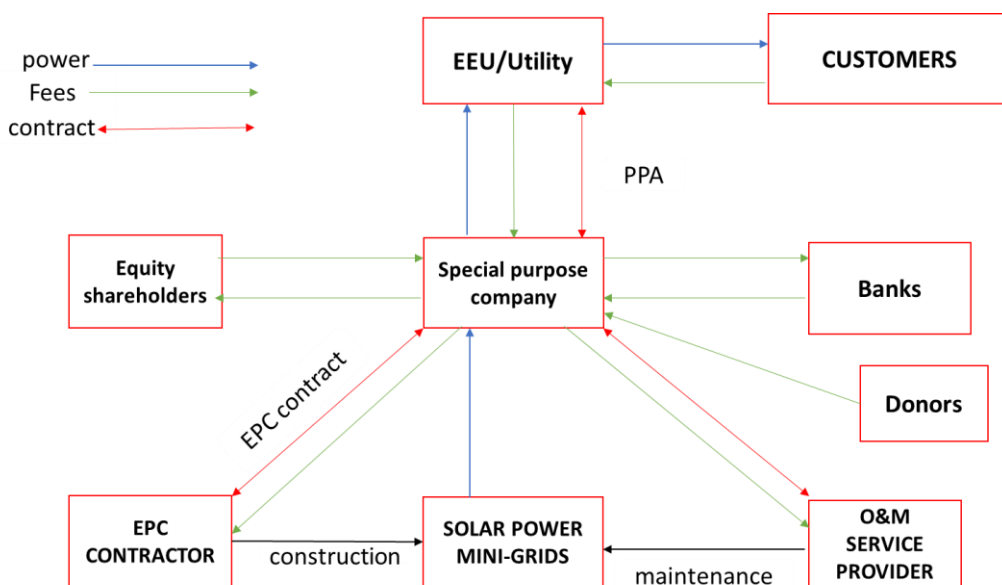 power
Fees
contract
EEU/Utility
CUSTOMERS
PPA
Equity
shareholders
Special purpose
company
Banks
Donors
EPC contract
EPC
CONTRACTOR
construction
SOLAR POWER
MINI-GRIDS
maintenance
O&M
SERVICE
PROVIDER